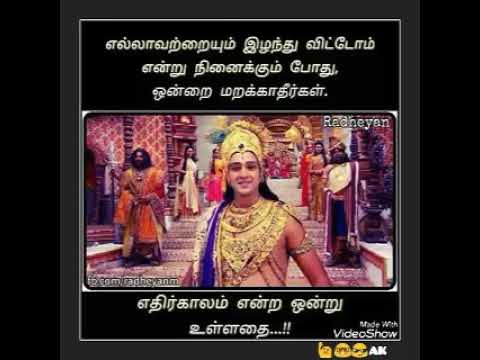 எல்லாவற்றையும் இழந்து விட்டோம்
என்று நினைக்கும் போது,
ஒன்றை மறக்காதீர்கள்.
Radheyan
fb.com/radheyanm
எதிர்காலம் என்ற ஒன்று
உள்ளதை...!!
Made With
VideoShow
AK